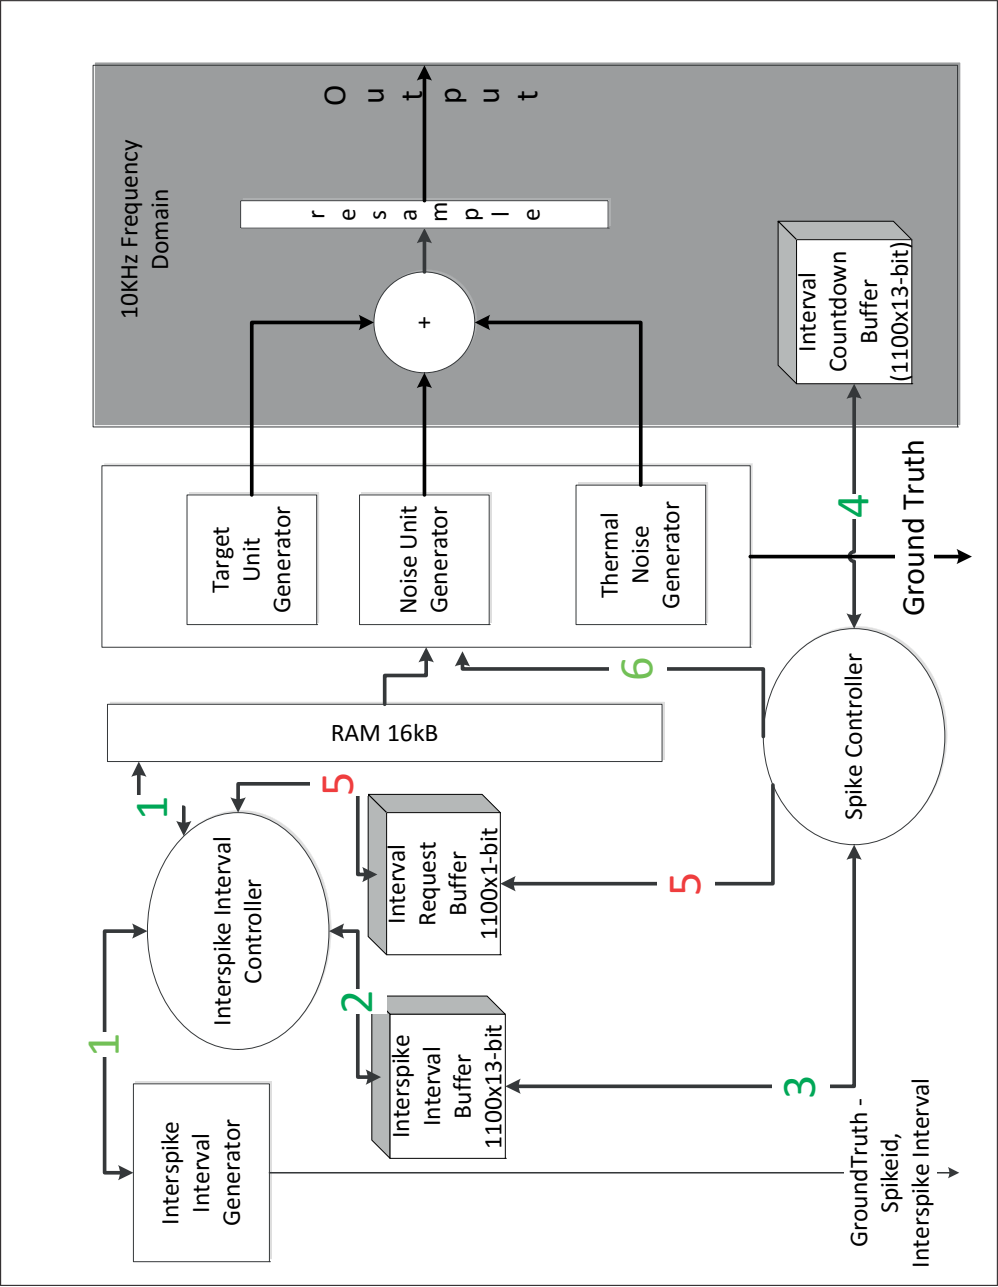 Interspike
Interval
Generator
1
Interspike Interval
Controller
1
2
5
Interspike
Interval
Buffer
1100x13-bit
Interval
Request
Buffer
1100x1-bit
RAM 16kB
3
5
6
Spike Controller
4
GroundTruth -
Spikeid,
Interspike Interval
Target
Unit
Generator
Noise Unit
Generator
Thermal
Noise
Generator
Ground Truth
10KHz Frequency
Domain
+
resample
Output
Interval
Countdown
Buffer
(1100x13-bit)